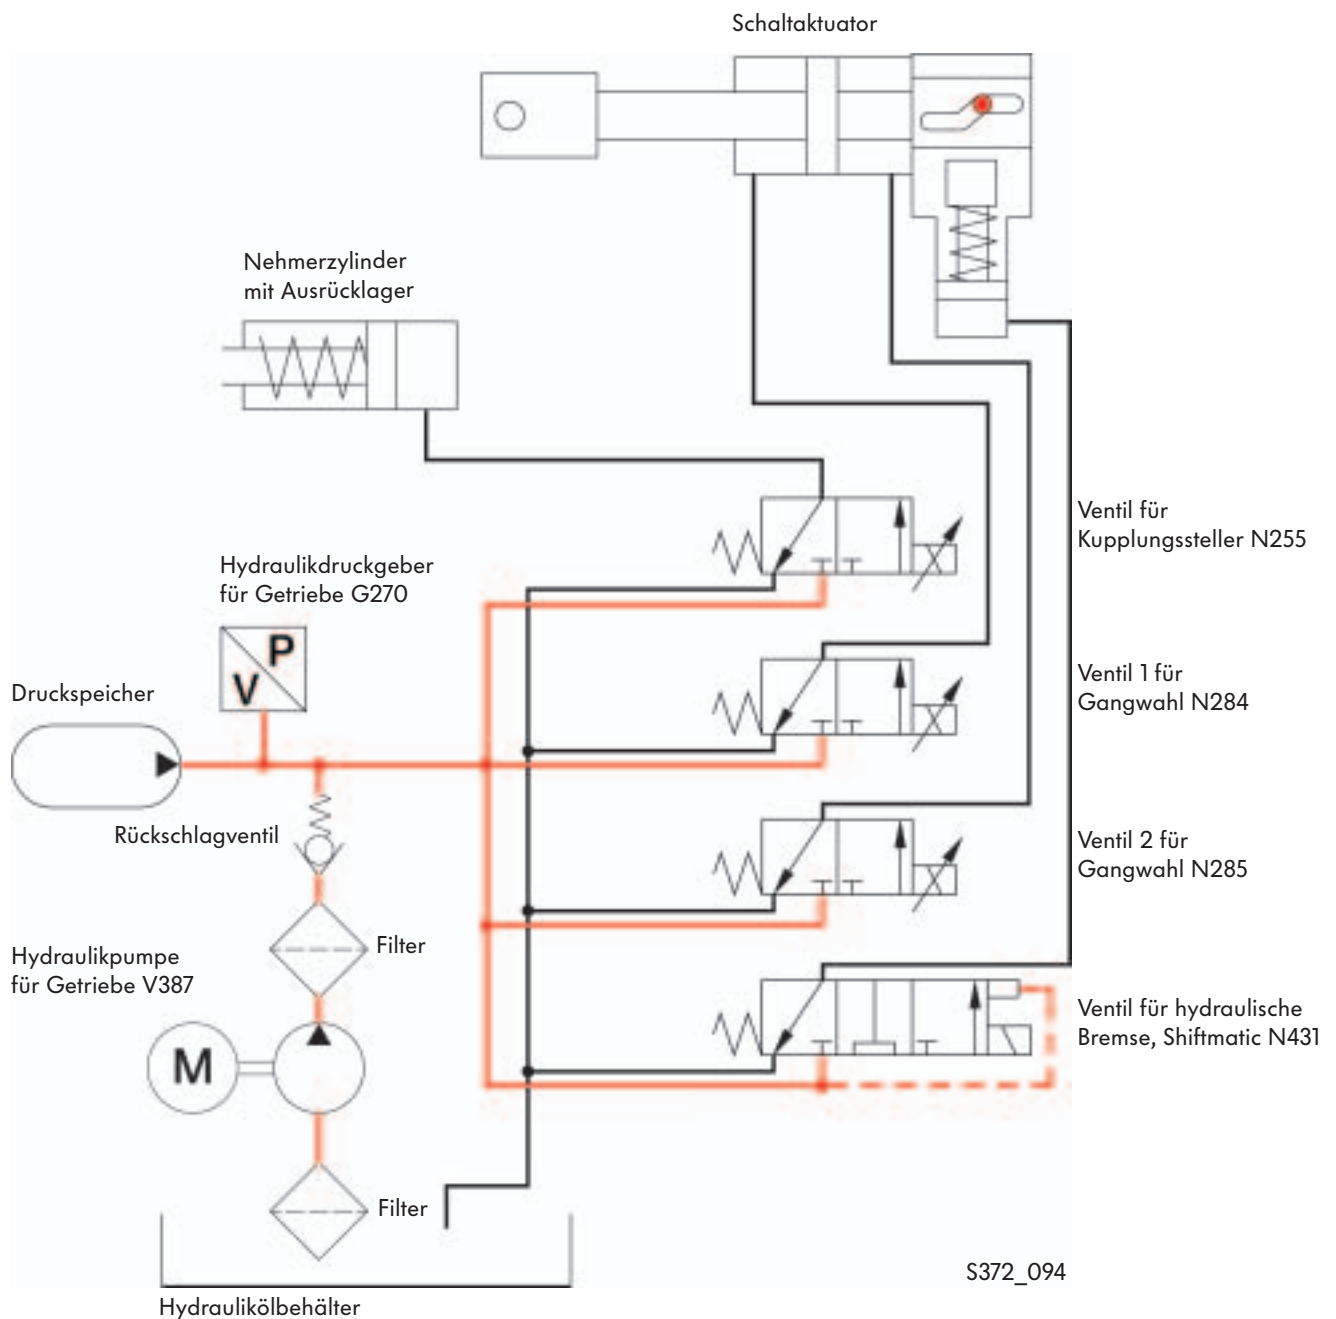 Schaltaktuator
Nehmerzylinder
mit Ausrücklager
Ventil für
Kupplungssteller N255
Hydraulikdruckgeber
für Getriebe G270
P
V
Druckspeicher
Ventil 1 für
Gangwahl N284
Rückschlagventil
Ventil 2 für
Gangwahl N285
Filter
Hydraulikpumpe
für Getriebe V387
M
Ventil für hydraulische
Bremse, Shiftmatic N431
Filter
S372_094
Hydraulikölbehälter